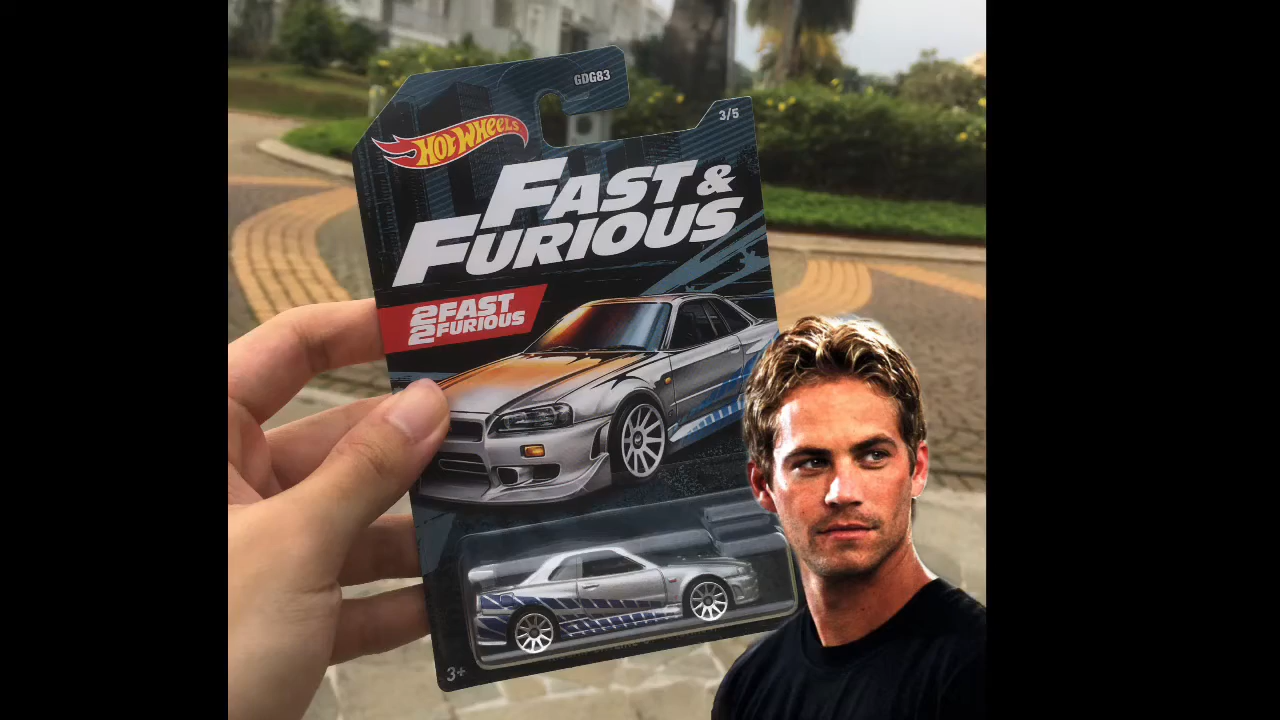 GDG83
3/5
HOT WHEELS
FAST &
FURIOUS
2FAST
2FURIOUS
3+